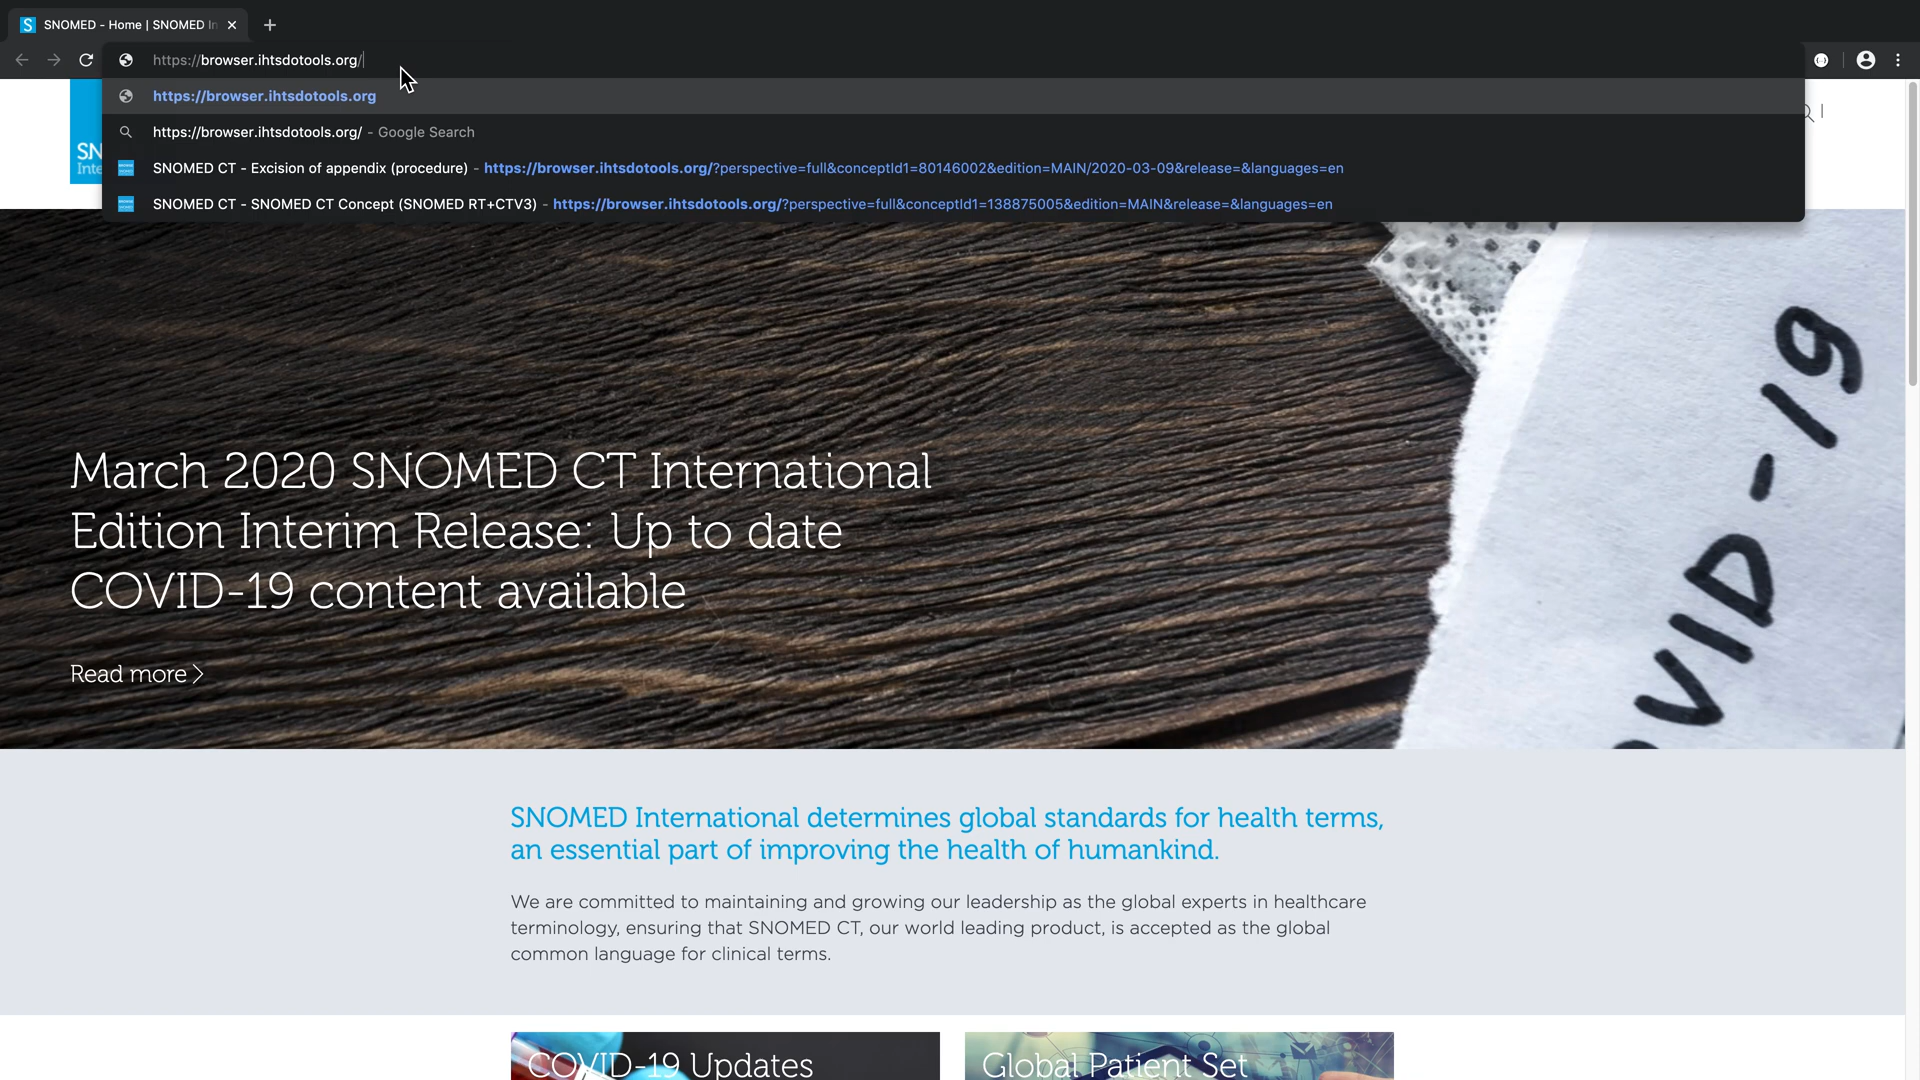 SNOMED - Home | SNOMED In
https://browser.ihtsdotools.org/
https://browser.ihtsdotools.org
https://browser.ihtsdotools.org/ - Google Search
SNOMED CT - Excision of appendix (procedure) - https://browser.ihtsdotools.org/?perspective=full&conceptId1=80146002&edition=MAIN/2020-03-09&release=&languages=en
SNOMED CT - SNOMED CT Concept (SNOMED RT+CTV3) - https://browser.ihtsdotools.org/?perspective=full&conceptId1=138875005&edition=MAIN&release=&languages=en
SN
Inte
COVID-19
OVID
March 2020 SNOMED CT International
Edition Interim Release: Up to date
COVID-19 content available
Read more
SNOMED International determines global standards for health terms,
an essential part of improving the health of humankind.
We are committed to maintaining and growing our leadership as the global experts in healthcare
terminology, ensuring that SNOMED CT, our world leading product, is accepted as the global
common language for clinical terms.
COVID-19 Updates
Global Patient Set